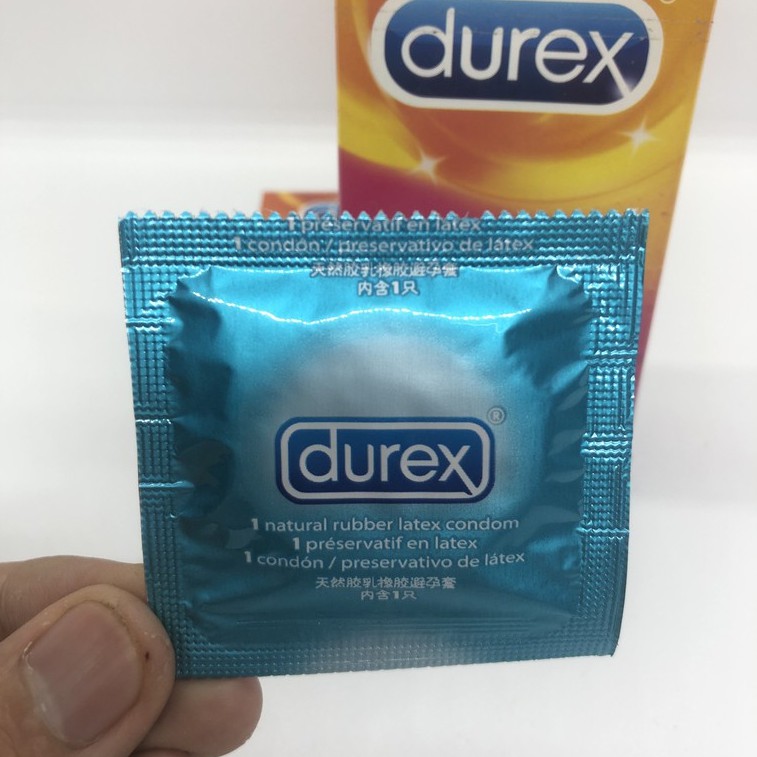 durex
1 préservatif en latex
1 condón / preservativo de látex
天然胶乳橡胶避孕套
内含1只
durex®
1 natural rubber latex condom
1 préservatif en latex
1 condón / preservativo de látex
天然胶乳橡胶避孕套
内含1只